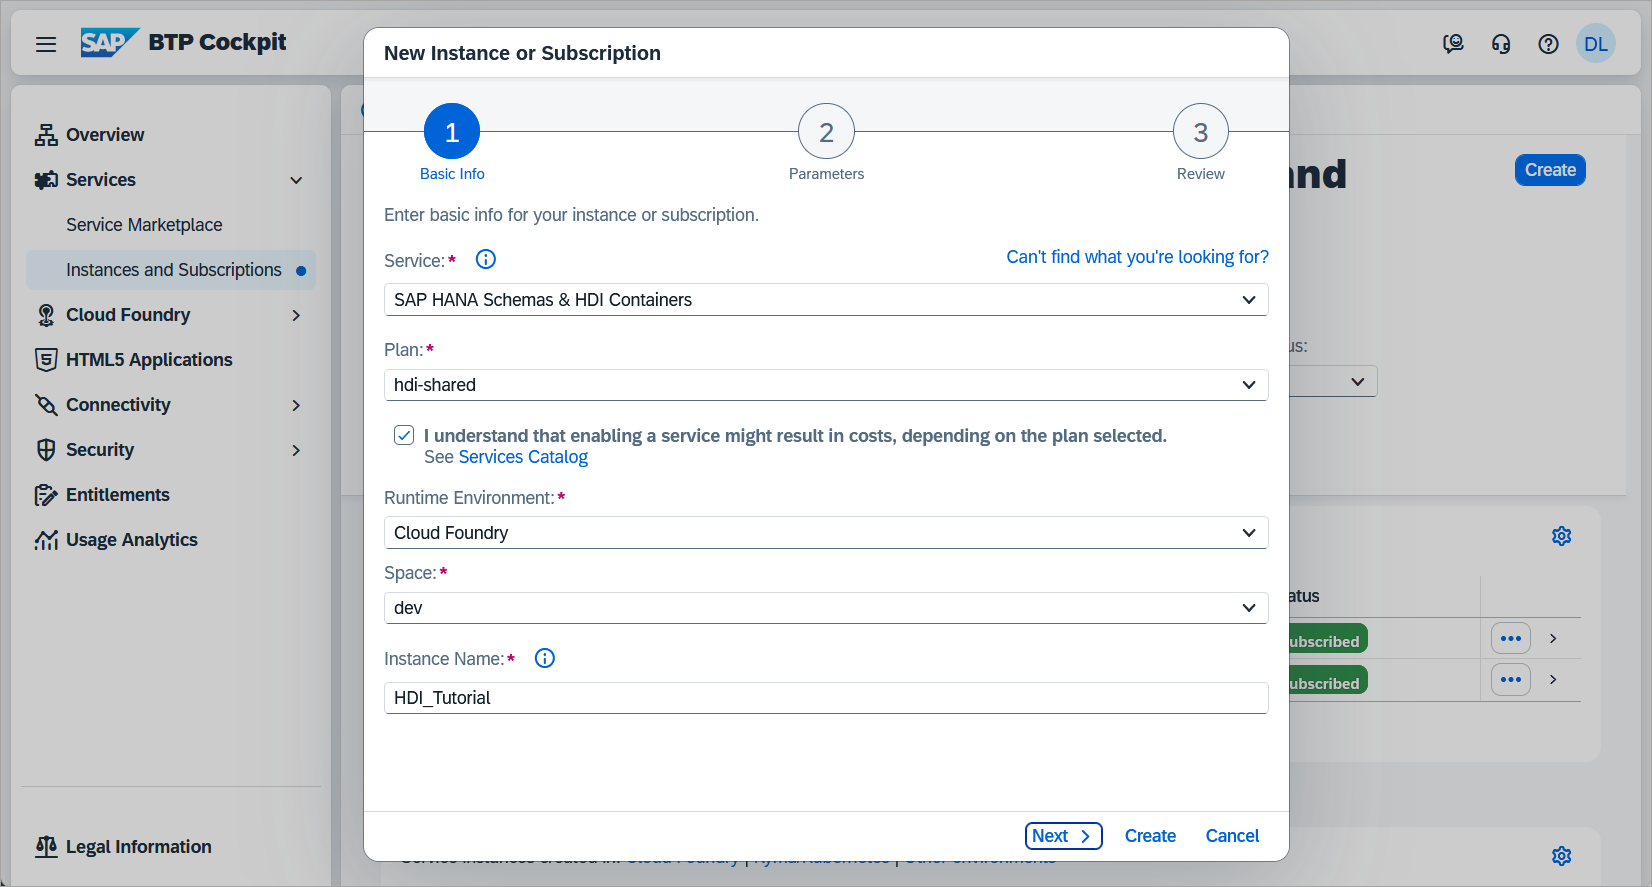 SAP BTP Cockpit
DL
Overview
Services
Service Marketplace
Instances and Subscriptions
Cloud Foundry
HTML5 Applications
Connectivity
Security
Entitlements
Usage Analytics
Legal Information
New Instance or Subscription
1
2
3
Basic Info
Parameters
Review
Enter basic info for your instance or subscription.
Service:*
Can't find what you're looking for?
SAP HANA Schemas & HDI Containers
Plan:*
hdi-shared
I understand that enabling a service might result in costs, depending on the plan selected.
See Services Catalog
Runtime Environment:*
Cloud Foundry
Space:*
dev
Instance Name:*
HDI_Tutorial
Next
Create
Cancel
nd
Create
us:
atus
ubscribed
ubscribed